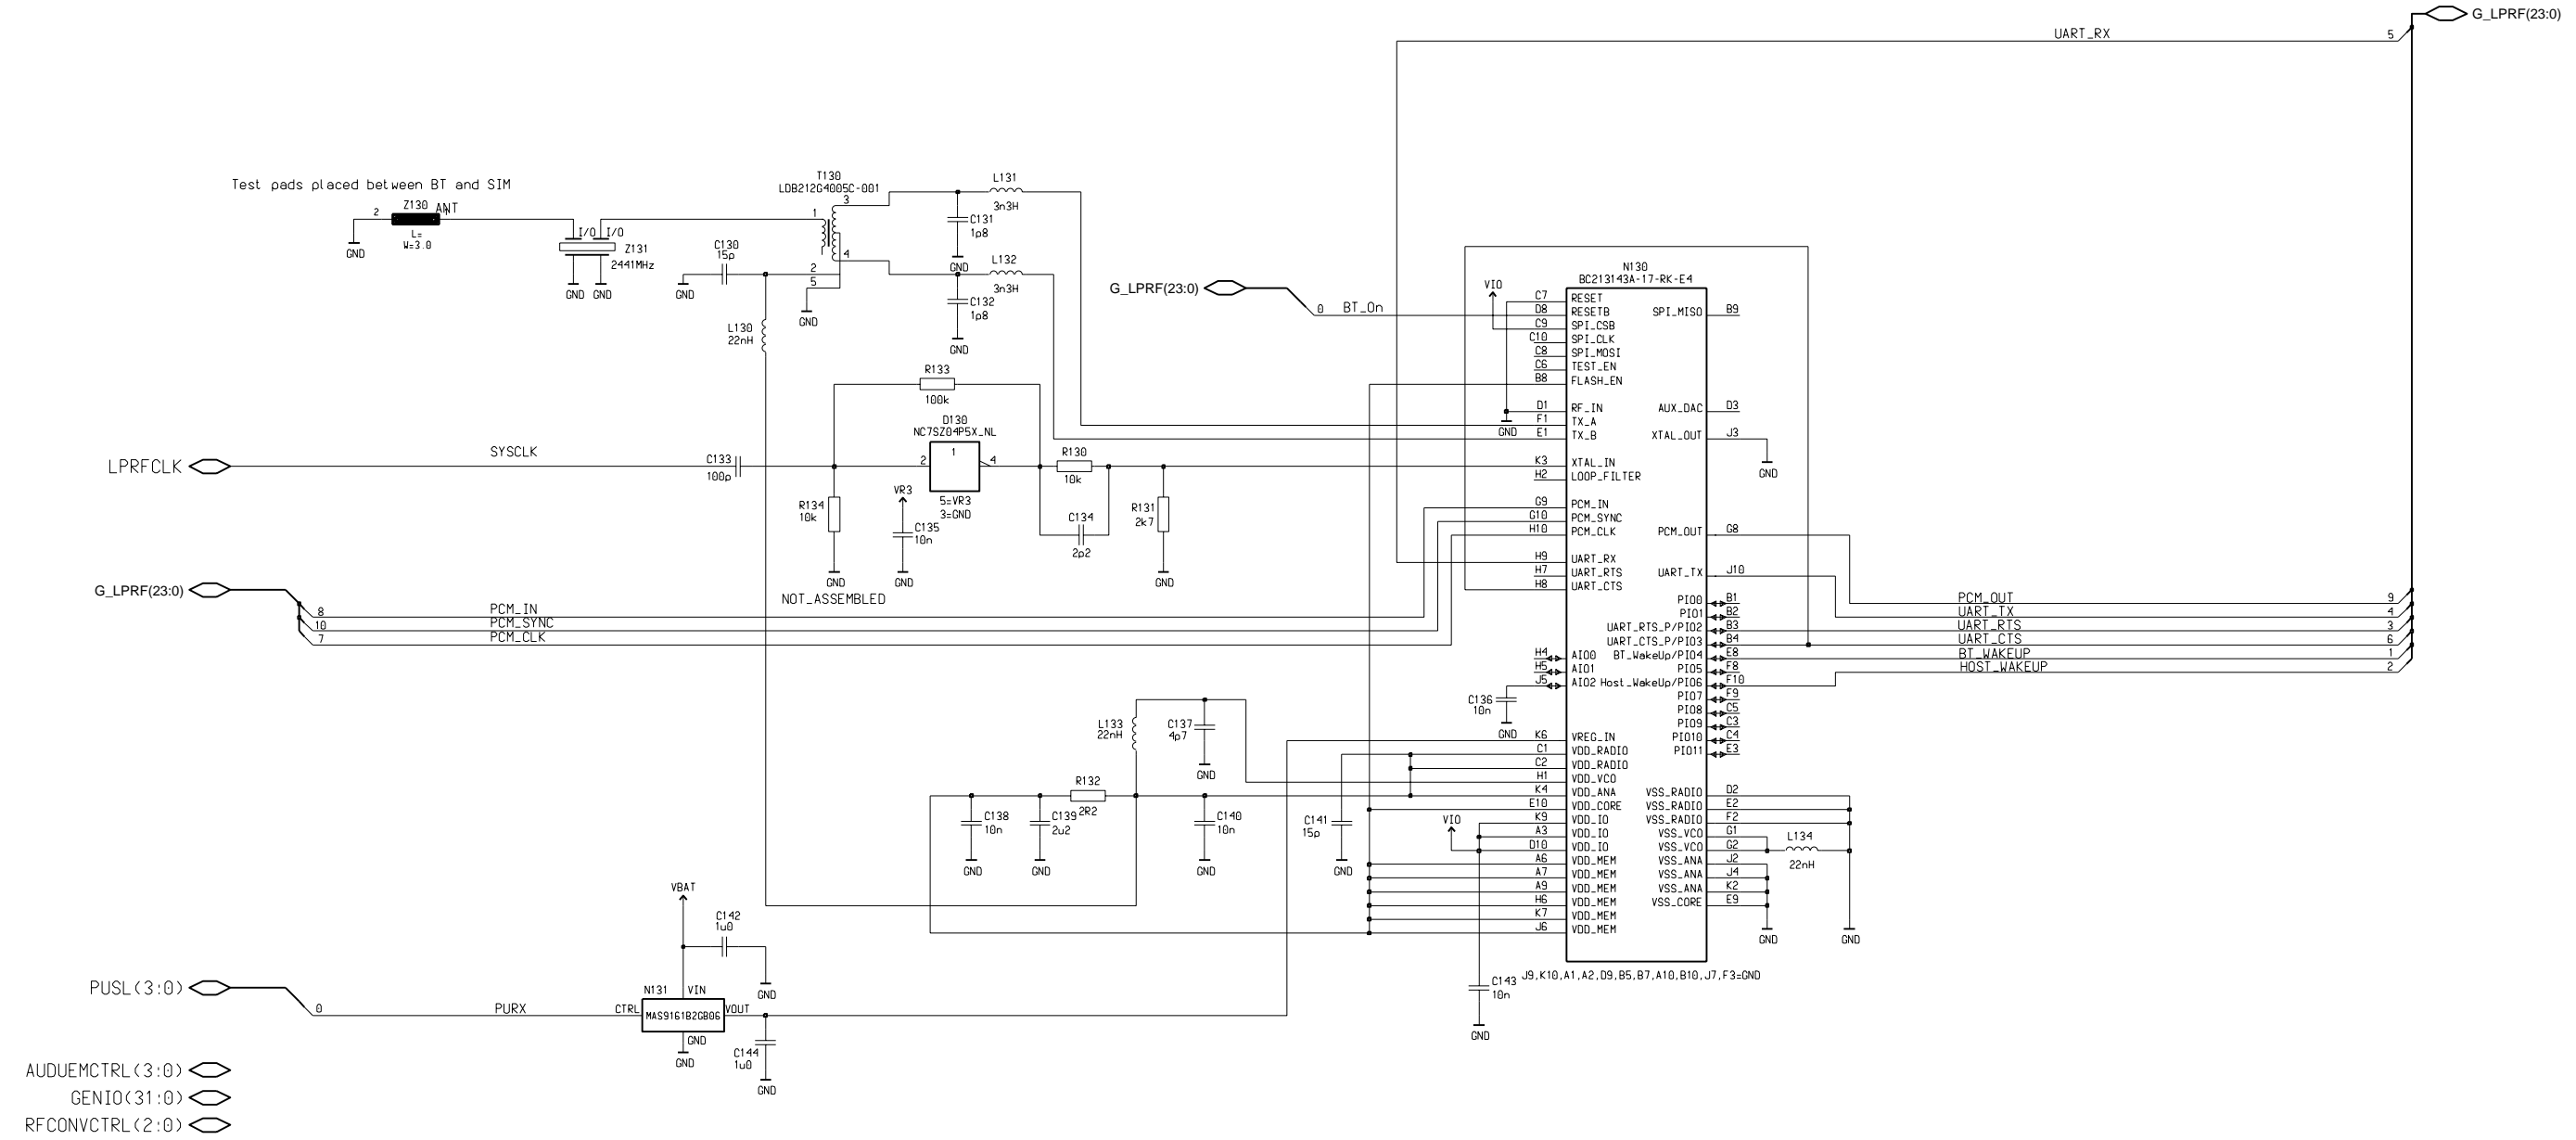 G_LPRF(23:0)
UART_RX
5
Test pads placed between BT and SIM
Z130
ANT
2
L=
W=3.0
GND
I/O
I/O
Z131
2441MHz
GND
GND
T130
LDB212G4005C-001
1
3
4
2
5
GND
C130
15p
GND
L130
22nH
L131
3n3H
C131
1p8
GND
L132
3n3H
C132
1p8
GND
G_LPRF(23:0)
0
BT_On
R133
100k
D130
NC7SZ04P5X_NL
1
2
4
5=VR3
3=GND
LPRFCLK
SYSCLK
C133
100p
R134
10k
GND
VR3
C135
10n
GND
NOT_ASSEMBLED
R130
10k
C134
2p2
R131
2k7
GND
G_LPRF(23:0)
8
PCM_IN
10
PCM_SYNC
7
PCM_CLK
N130
BC213143A-17-RK-E4
VIO
GND
C7 RESET
D8 RESETB
C9 SPI_CSB
C10 SPI_CLK
C8 SPI_MOSI
C6 TEST_EN
B8 FLASH_EN
D1 RF_IN
F1 TX_A
E1 TX_B
K3 XTAL_IN
H2 LOOP_FILTER
G9 PCM_IN
G10 PCM_SYNC
H10 PCM_CLK
H9 UART_RX
H7 UART_RTS
H8 UART_CTS
H4 AIO0
H5 AIO1
J5 AIO2
K6 VREG_IN
C1 VDD_RADIO
C2 VDD_RADIO
H1 VDD_VCO
K4 VDD_ANA
E10 VDD_CORE
K9 VDD_IO
A3 VDD_IO
D10 VDD_IO
A6 VDD_MEM
A7 VDD_MEM
A9 VDD_MEM
H6 VDD_MEM
K7 VDD_MEM
J6 VDD_MEM
SPI_MISO B9
AUX_DAC D3
XTAL_OUT J3
GND
PCM_OUT G8
UART_TX J10
PIO0 B1
PIO1 B2
UART_RTS_P/PIO2 B3
UART_CTS_P/PIO3 B4
BT_WakeUp/PIO4 E8
PIO5 F8
Host_WakeUp/PIO6 F10
PIO7 F9
PIO8 C5
PIO9 C3
PIO10 C4
PIO11 E3
VSS_RADIO D2
VSS_RADIO E2
VSS_RADIO F2
VSS_VCO G1
VSS_VCO G2
VSS_ANA J2
VSS_ANA J4
VSS_ANA K2
VSS_CORE E9
L134
22nH
GND
GND
J9,K10,A1,A2,D9,B5,B7,A10,B10,J7,F3=GND
PCM_OUT 9
UART_TX 4
UART_RTS 3
UART_CTS 6
BT_WAKEUP 1
HOST_WAKEUP 2
C136
10n
GND
L133
22nH
C137
4p7
GND
R132
2R2
C138
10n
GND
C139
2u2
GND
C140
10n
GND
C141
15p
GND
VIO
C143
10n
GND
VBAT
C142
1u0
GND
PUSL(3:0)
0
PURX
N131
VIN
CTRL
MAS9161B2GB06
VOUT
GND
GND
C144
1u0
GND
AUDUEMCTRL(3:0)
GENIO(31:0)
RFCONVCTRL(2:0)